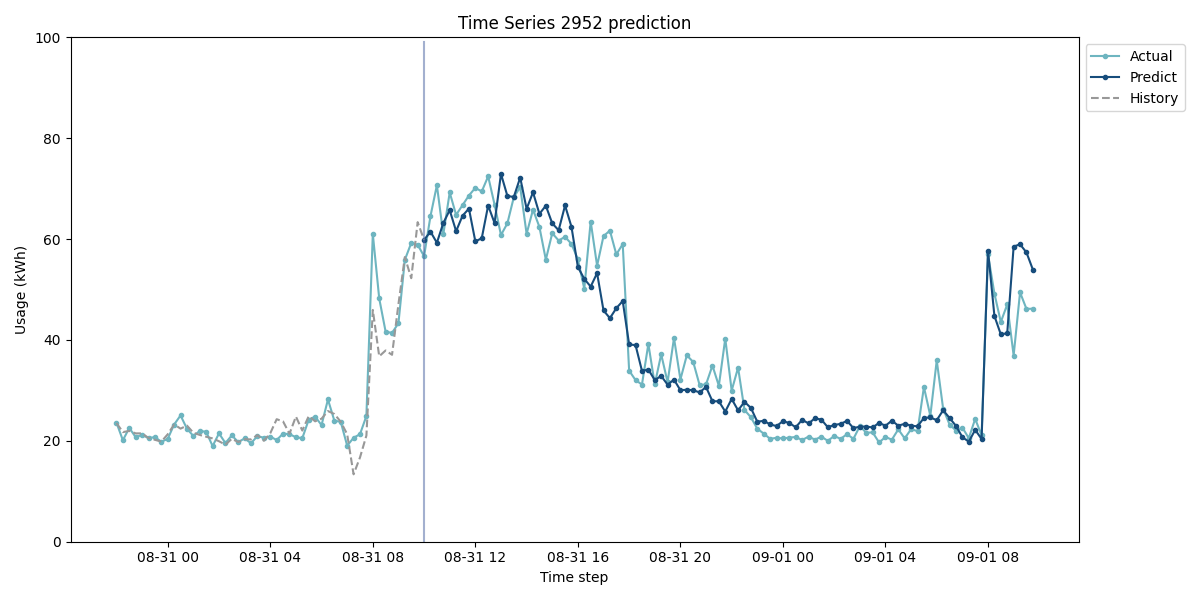 Time Series 2952 prediction
100
80
60
40
20
0
Usage (kWh)
08-31 00
08-31 04
08-31 08
08-31 12
08-31 16
08-31 20
09-01 00
09-01 04
09-01 08
Time step
Actual
Predict
History